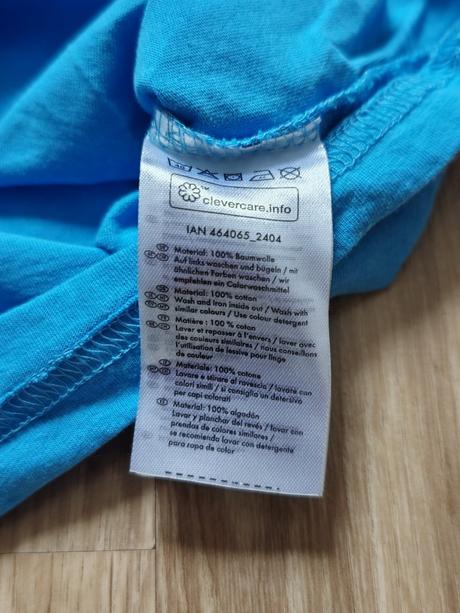 clevercare.info
IAN 464065_2404
Material: 100% Baumwolle
Auf links waschen und bügeln / mit
ähnlichen Farben waschen / wir
empfehlen ein Colorwaschmittel
Material: 100% cotton
Wash and iron inside out / Wash with
similar colours / Use colour detergent
Matière : 100% coton
Laver et repasser à l'envers / laver avec
des couleurs similaires / nous conseillons
l'utilisation de lessive pour linge
de couleur
Materiale: 100% cotone
Lavare e stirare al rovescio / lavare con
colori simili / si consiglia un detersivo
per capi colorati
Material: 100% algodón
Lavar y planchar del revés / lavar con
prendas de colores similares /
se recomienda lavar con detergente
para ropa de color